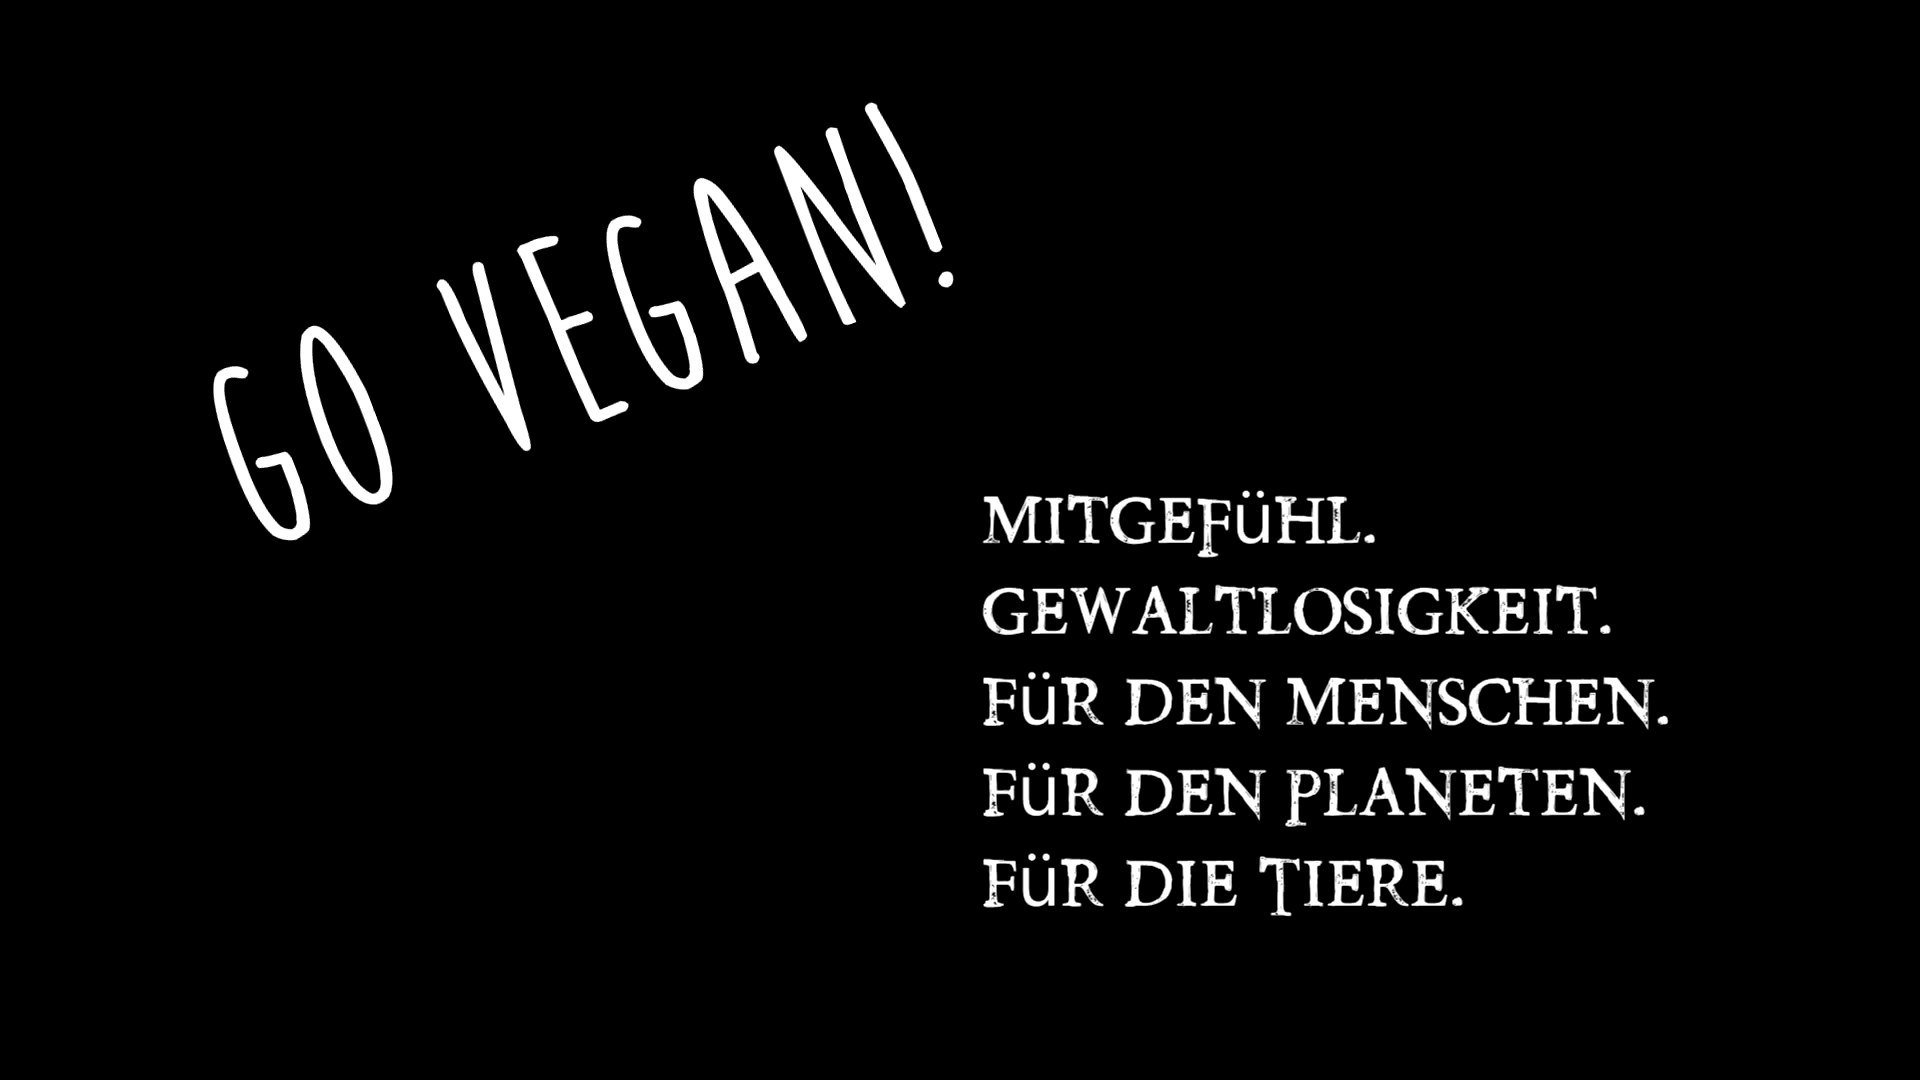 GO VEGAN!
MITGEFÜHL.
GEWALTLOSIGKEIT.
FÜR DEN MENSCHEN.
FÜR DEN PLANETEN.
FÜR DIE TIERE.